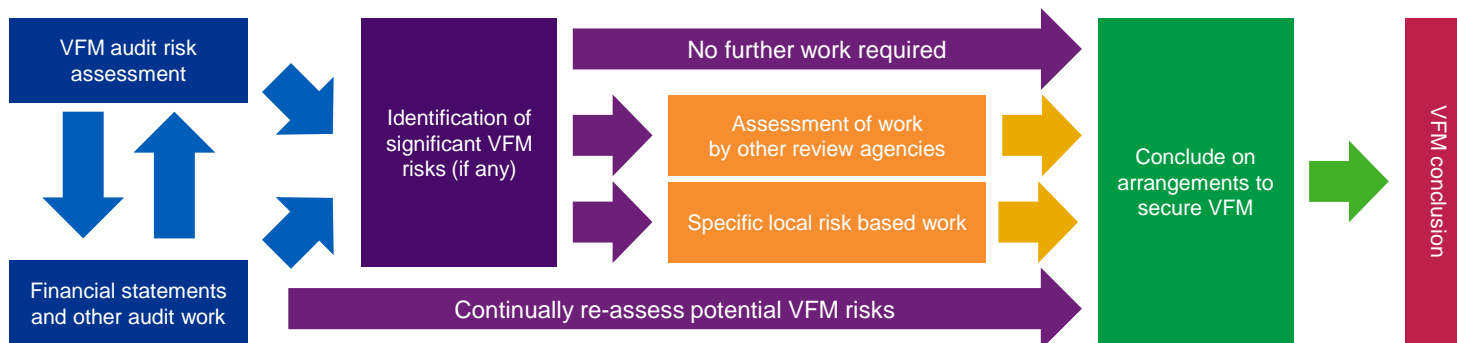 VFM audit risk
assessment
Financial statements
and other audit work
Identification of
significant VFM
risks (if any)
No further work required
Assessment of work
by other review agencies
Specific local risk based work
Continually re-assess potential VFM risks
Conclude on
arrangements to
secure VFM
VFM conclusion